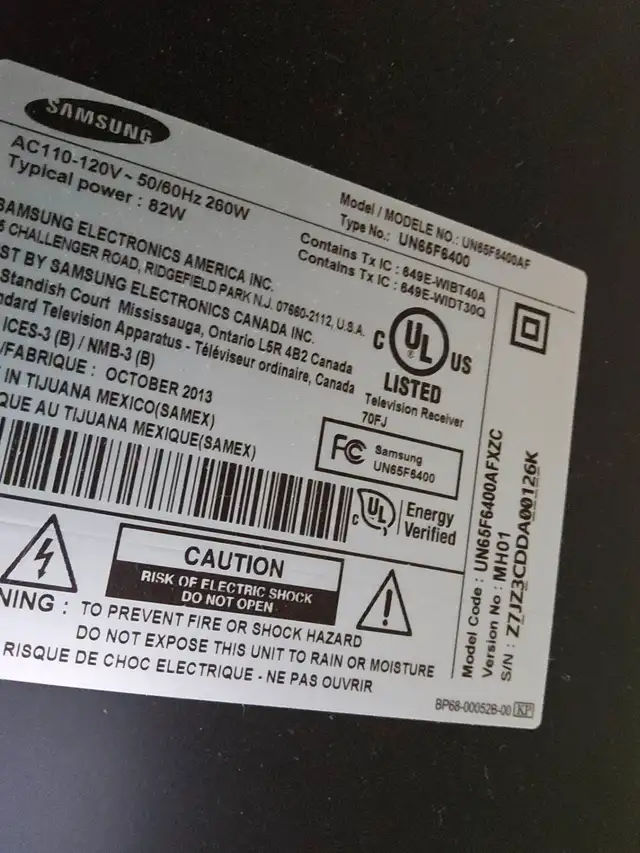 SAMSUNG
AC110-120V ~ 50/60Hz 260W
Typical power : 82W
Model / MODELE NO.: UN65F6400AF
Type No.: UN65F6400
Contains Tx IC : 649E-WIBT40A
Contains Tx IC : 649E-WIDT30Q
SAMSUNG ELECTRONICS AMERICA INC.
5 CHALLENGER ROAD, RIDGEFIELD PARK N.J. 07660-2112, U.S.A.
ST BY SAMSUNG ELECTRONICS CANADA INC.
Standish Court Mississauga, Ontario L5R 4B2 Canada
ndard Television Apparatus - Téléviseur ordinaire, Canada
ICES-3 (B) / NMB-3 (B)
/FABRIQUE : OCTOBER 2013
IN TIJUANA MEXICO(SAMEX)
QUE AU TIJUANA MEXIQUE(SAMEX)
C UL US
®
LISTED
Television Receiver
70FJ
FC Samsung
UN65F6400
C UL Energy
Verified
CAUTION
RISK OF ELECTRIC SHOCK
DO NOT OPEN
NING : TO PREVENT FIRE OR SHOCK HAZARD
DO NOT EXPOSE THIS UNIT TO RAIN OR MOISTURE
RISQUE DE CHOC ELECTRIQUE - NE PAS OUVRIR
Model Code : UN65F6400AFXZC
Version No : MH01
S/N : Z7JZ3CDDA00126K
BP68-00052B-00 KP